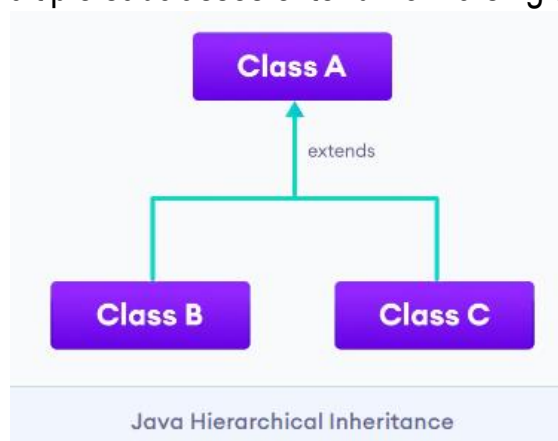 Class A
extends
Class B
Class C
Java Hierarchical Inheritance